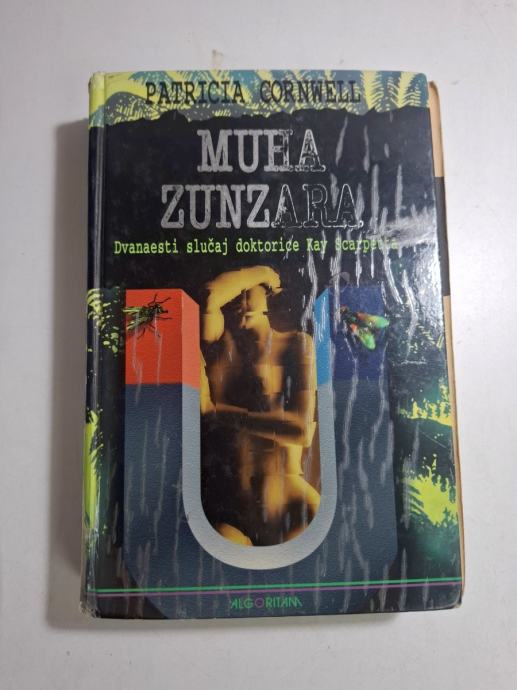 PATRICIA CORNWELL
MUHA
ZUNZARA
Dvanaesti slučaj doktorice Kay Scarpetta
ALGORITAM